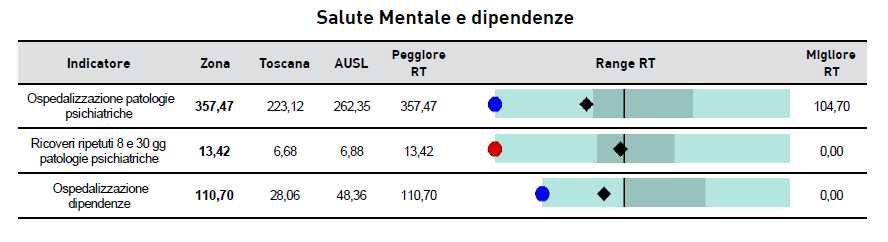 Salute Mentale e dipendenze
Indicatore Zona Toscana AUSL Peggiore RT Range RT Migliore RT
Ospedalizzazione patologie psichiatriche 357,47 223,12 262,35 357,47 104,70
Ricoveri ripetuti 8 e 30 gg patologie psichiatriche 13,42 6,68 6,88 13,42 0,00
Ospedalizzazione dipendenze 110,70 28,06 48,36 110,70 0,00